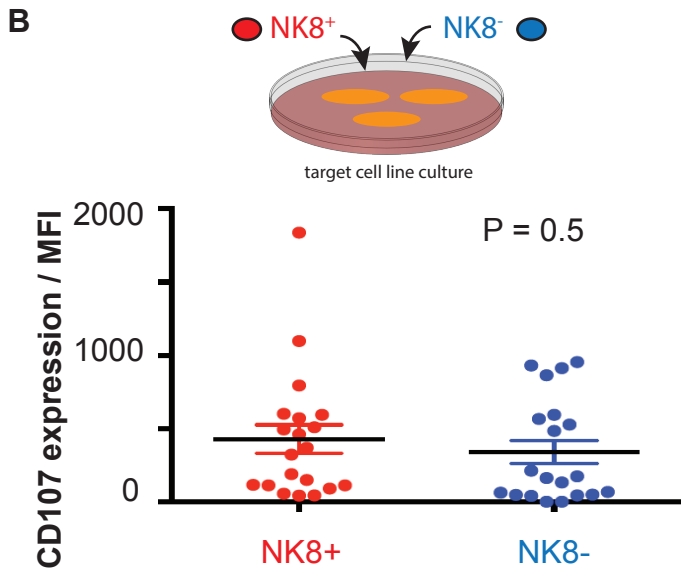 B
NK8⁺
NK8⁻
target cell line culture
CD107 expression / MFI
2000
1000
0
P = 0.5
NK8+
NK8-